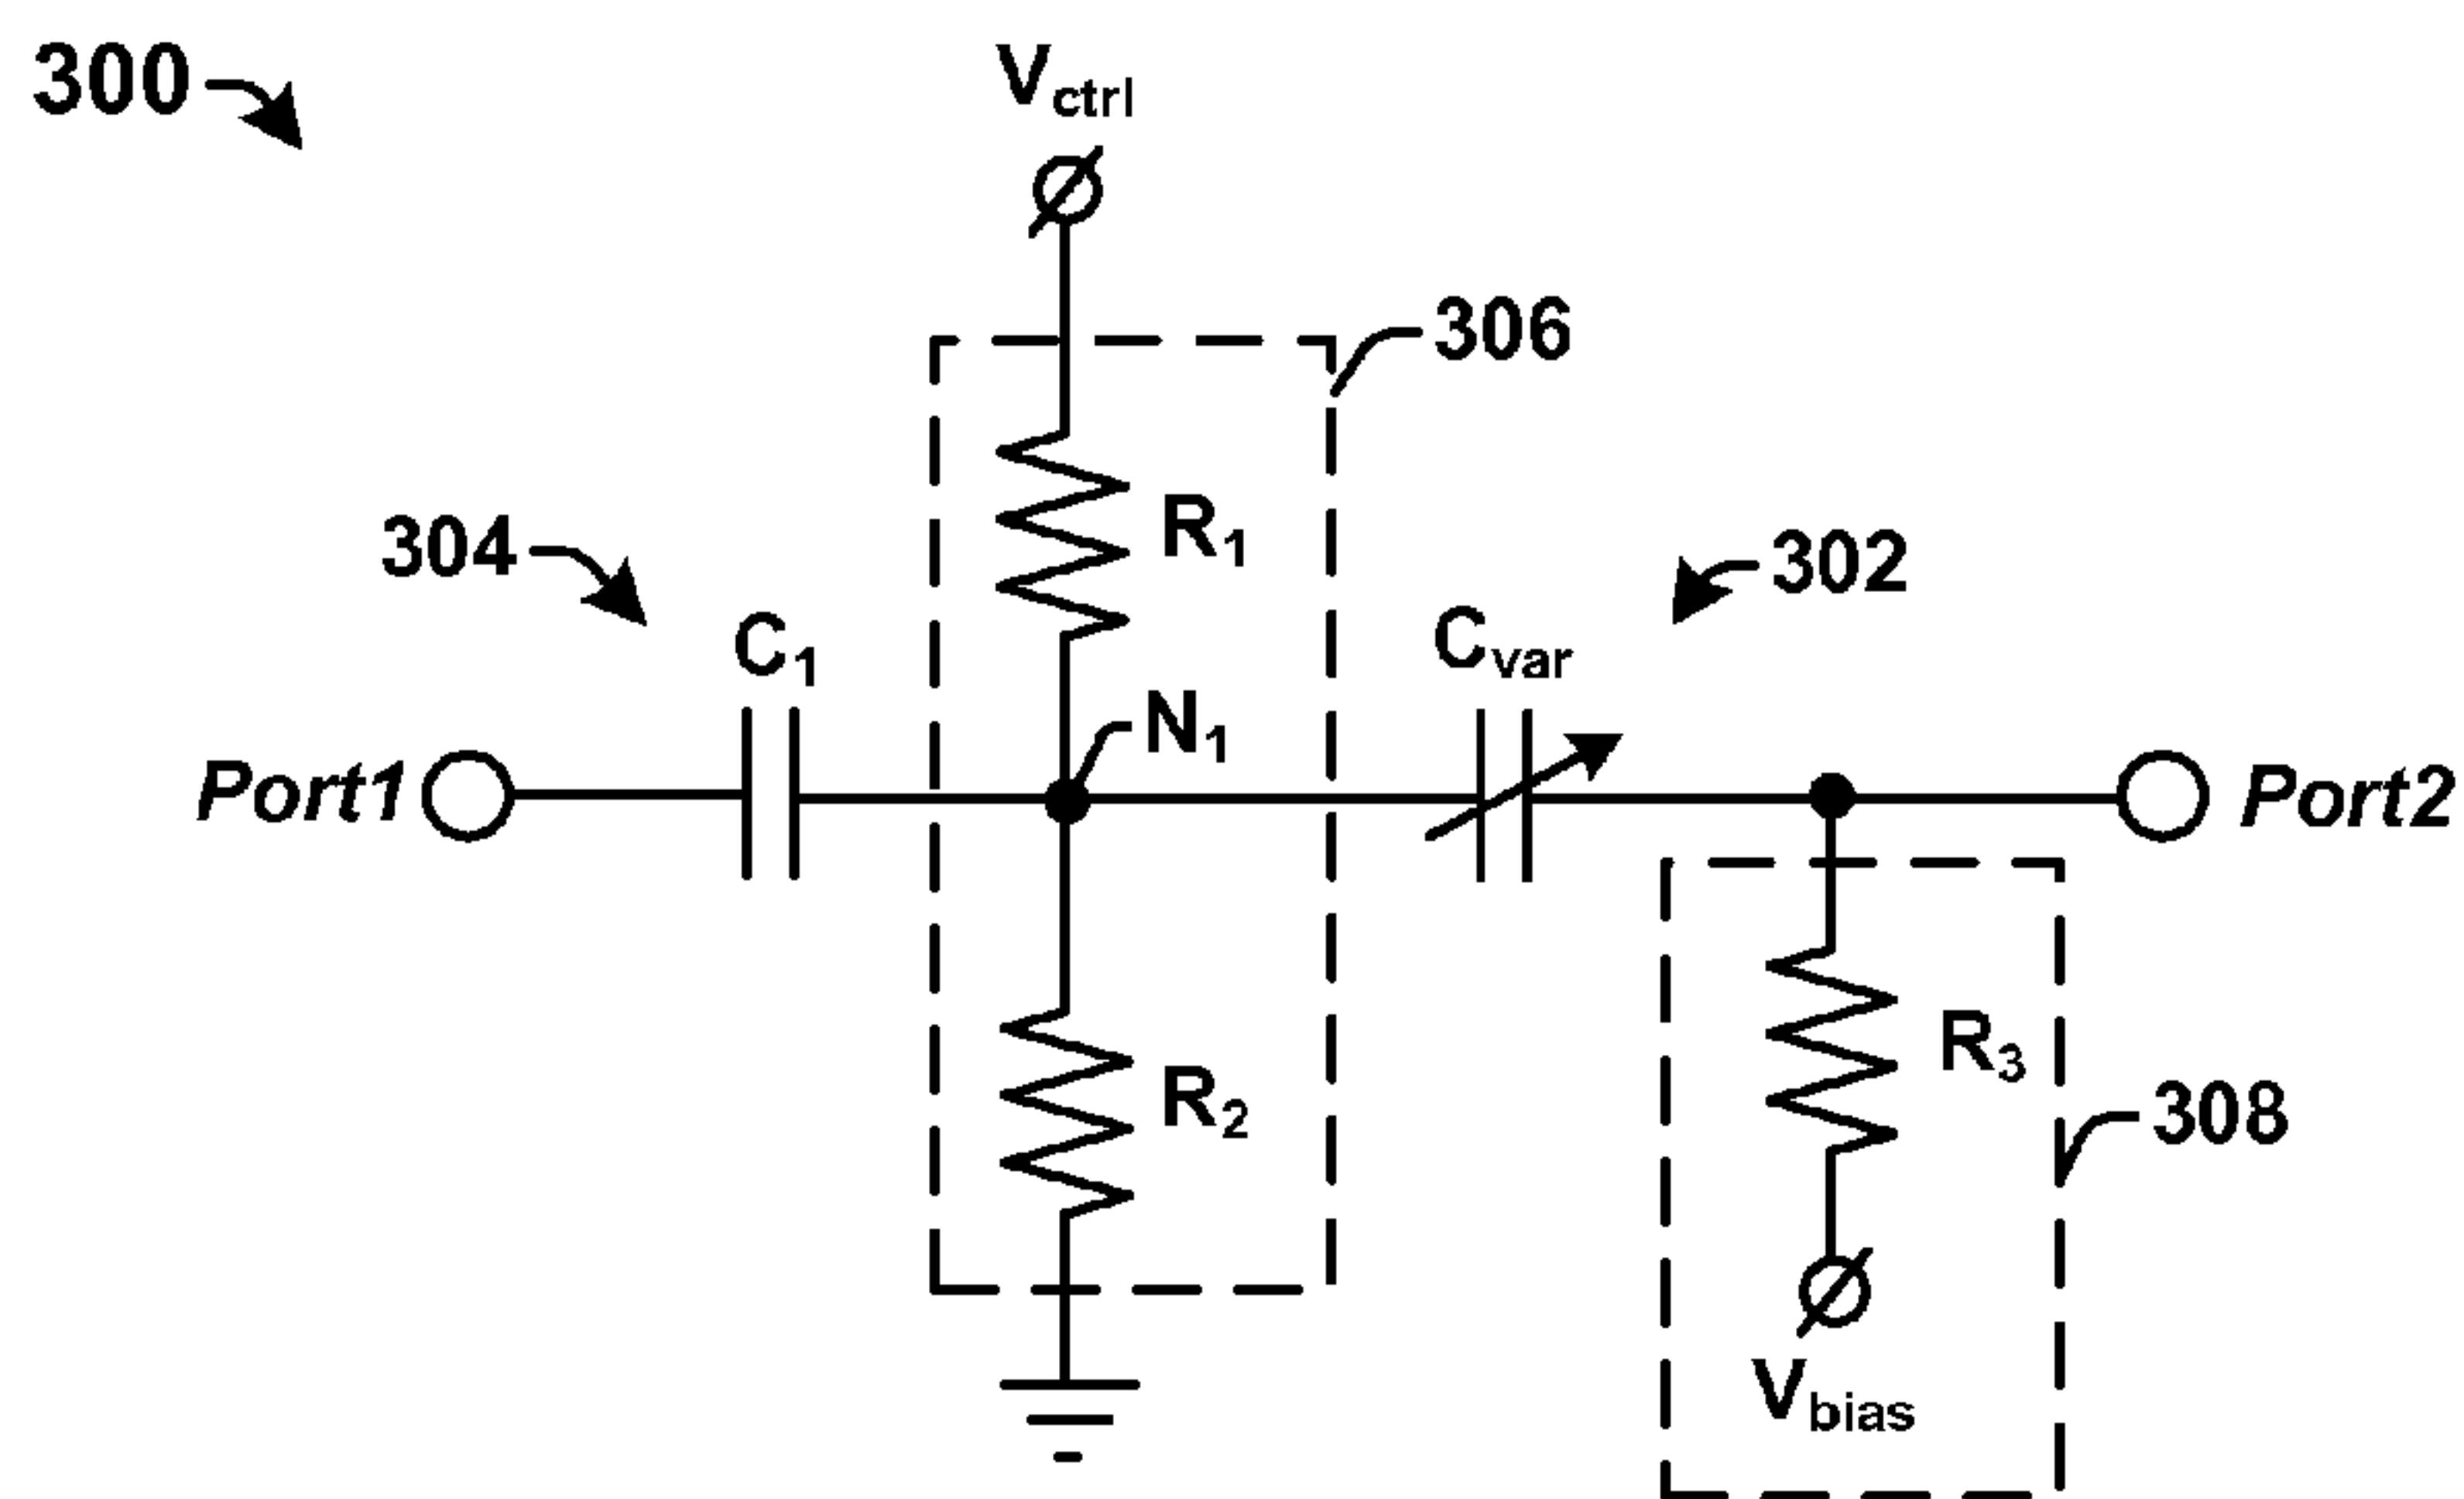 300
Vctrl
306
R1
304
302
C1
Cvar
N1
Port1
Port2
R3
R2
308
Vbias